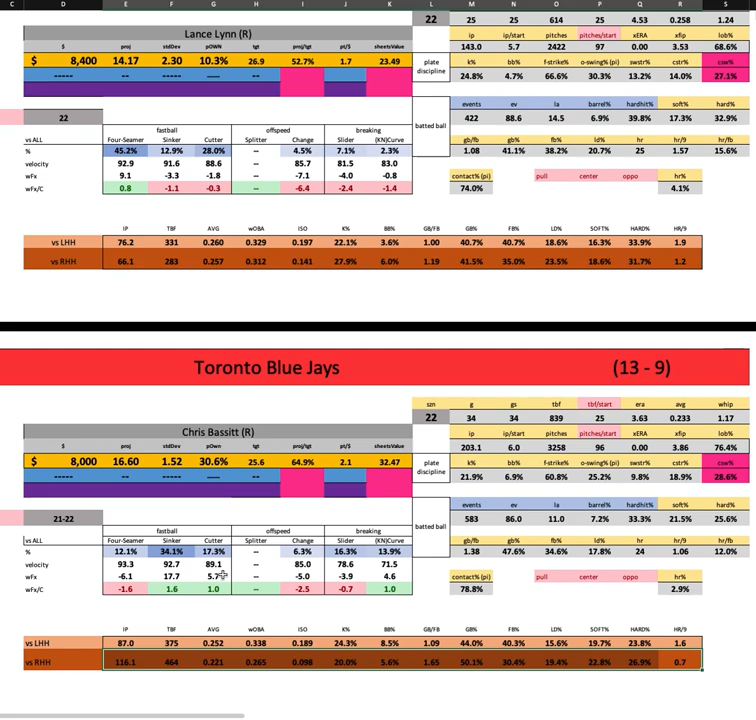 C D E F G H I J K L M N O P Q R S
22 25 25 614 25 4.53 0.258 1.24
Lance Lynn (R) ip ip/start pitches pitches/start xERA xfip lob%
$ proj stdDev pOWN tgt proj/tgt pt/$ sheetsValue 143.0 5.7 2422 97 0.00 3.53 68.6%
$ 8,400 14.17 2.30 10.3% 26.9 52.7% 1.7 23.49 plate discipline k% bb% f-strike% o-swing% (pi) swstr% cstr% csw%
----- -- ----- — -- 24.8% 4.7% 66.6% 30.3% 13.2% 14.0% 27.1%
events ev la barrel% hardhit% soft% hard%
22 batted ball 422 88.6 14.5 6.9% 39.8% 17.3% 32.9%
fastball offspeed breaking gb/fb gb% fb% ld% hr hr/9 hr/fb
vs ALL Four-Seamer Sinker Cutter Splitter Change Slider (KN)Curve
% 45.2% 12.9% 28.0% -- 4.5% 7.1% 2.3% 1.08 41.1% 38.2% 20.7% 25 1.57 15.6%
velocity 92.9 91.6 88.6 -- 85.7 81.5 83.0
wFx 9.1 -3.3 -1.8 -- -7.1 -4.0 -0.8 contact% (pi) pull center oppo hr%
wFx/C 0.8 -1.1 -0.3 -- -6.4 -2.4 -1.4 74.0% 4.1%
IP TBF AVG wOBA ISO K% BB% GB/FB GB% FB% LD% SOFT% HARD% HR/9
vs LHH 76.2 331 0.260 0.329 0.197 22.1% 3.6% 1.00 40.7% 40.7% 18.6% 16.3% 33.9% 1.9
vs RHH 66.1 283 0.257 0.312 0.141 27.9% 6.0% 1.19 41.5% 35.0% 23.5% 18.6% 31.7% 1.2
Toronto Blue Jays (13 - 9)
szn g gs tbf tbf/start era avg whip
22 34 34 839 25 3.63 0.233 1.17
Chris Bassitt (R) ip ip/start pitches pitches/start xERA xfip lob%
$ proj stdDev pOwn tgt proj/tgt pt/$ sheetsValue 203.1 6.0 3258 96 0.00 3.86 76.4%
$ 8,000 16.60 1.52 30.6% 25.6 64.9% 2.1 32.47 plate discipline k% bb% f-strike% o-swing% (pi) swstr% cstr% csw%
----- -- ----- — -- 21.9% 6.9% 60.8% 25.2% 9.8% 18.9% 28.6%
events ev la barrel% hardhit% soft% hard%
21-22 batted ball 583 86.0 11.0 7.2% 33.3% 21.5% 25.6%
fastball offspeed breaking gb/fb gb% fb% ld% hr hr/9 hr/fb
vs ALL Four-Seamer Sinker Cutter Splitter Change Slider (KN)Curve
% 12.1% 34.1% 17.3% -- 6.3% 16.3% 13.9% 1.38 47.6% 34.6% 17.8% 24 1.06 12.0%
velocity 93.3 92.7 89.1 -- 85.0 78.6 71.5
wFx -6.1 17.7 5.7 -- -5.0 -3.9 4.6 contact% (pi) pull center oppo hr%
wFx/C -1.6 1.6 1.0 -- -2.5 -0.7 1.0 78.8% 2.9%
IP TBF AVG wOBA ISO K% BB% GB/FB GB% FB% LD% SOFT% HARD% HR/9
vs LHH 87.0 375 0.252 0.338 0.189 24.3% 8.5% 1.09 44.0% 40.3% 15.6% 19.7% 23.8% 1.6
vs RHH 116.1 464 0.221 0.265 0.098 20.0% 5.6% 1.65 50.1% 30.4% 19.4% 22.8% 26.9% 0.7